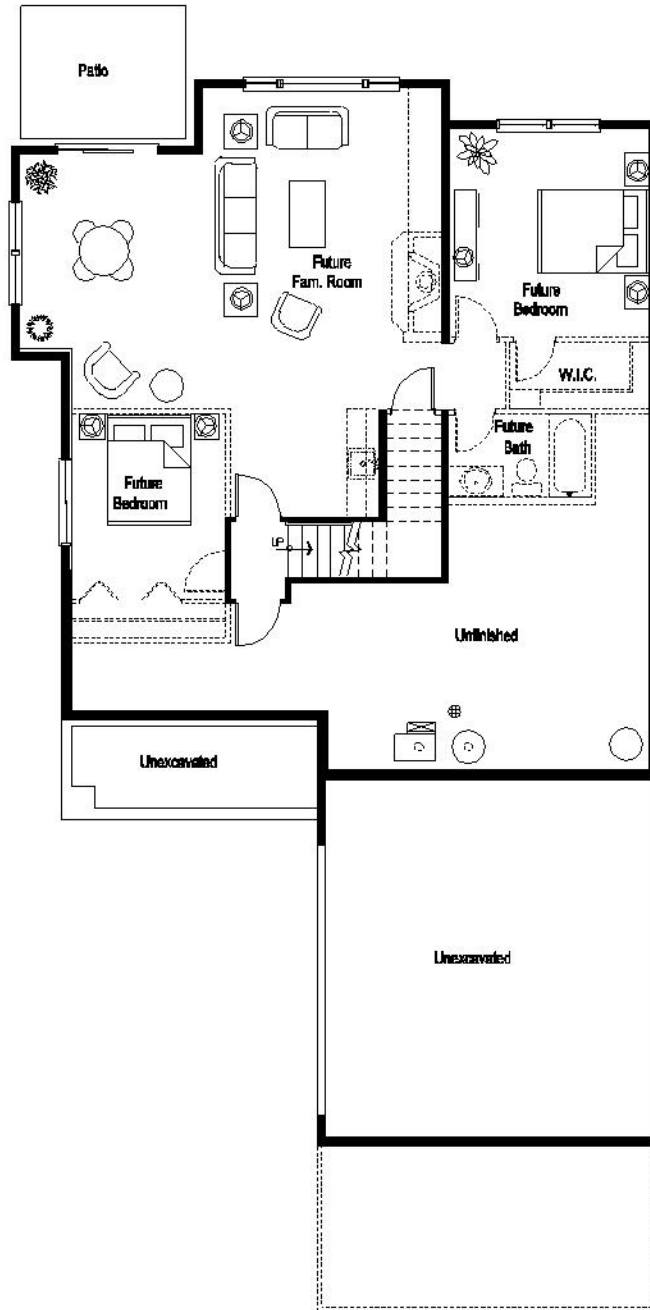 Patio
Future
Fam. Room
Future
Bedroom
W.I.C.
Future
Bath
Future
Bedroom
UP
Unfinished
Unexcavated
Unexcavated